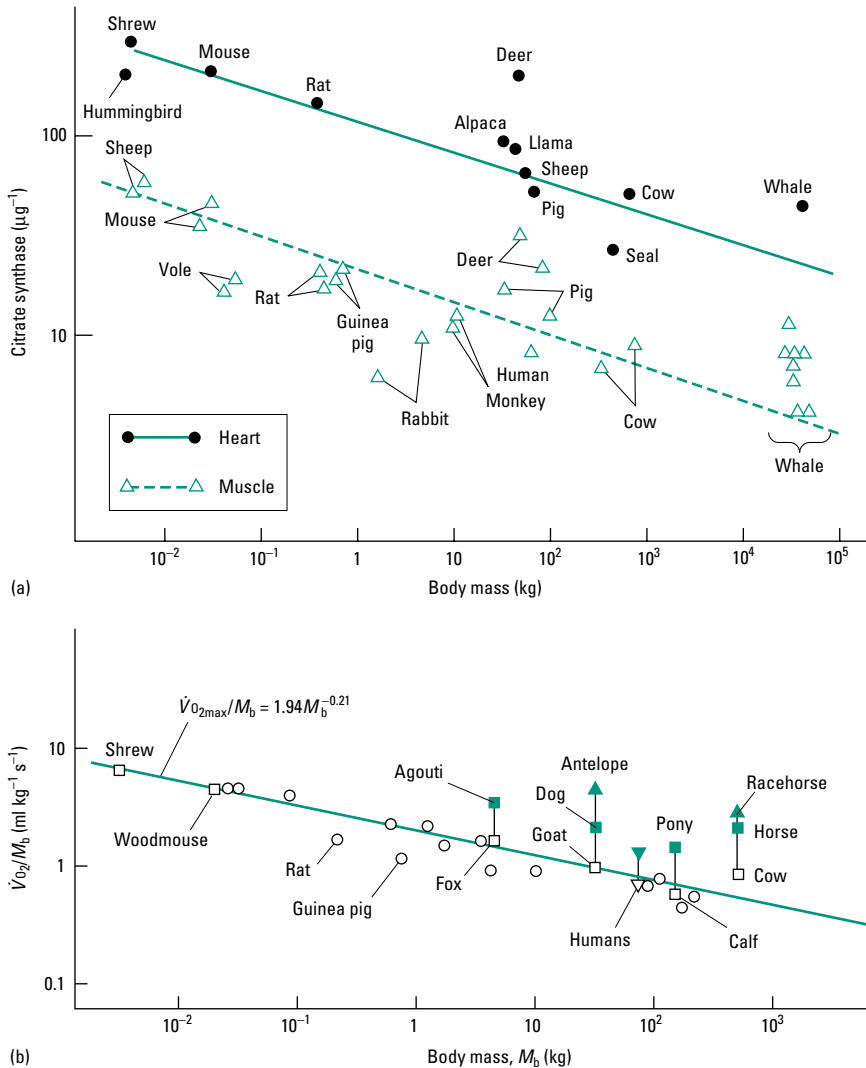 Shrew
Mouse
Deer
Rat
Hummingbird
Alpaca
Llama
100
Sheep
Sheep
Cow
Whale
Pig
Mouse
Seal
Deer
Vole
Pig
Rat
Guinea
pig
10
Human
Monkey
Rabbit
Cow
Heart
Whale
Muscle
Citrate synthase (µg⁻¹)
10⁻²
10⁻¹
1
10
10²
10³
10⁴
10⁵
(a)
Body mass (kg)
V̇O₂max/Mb = 1.94Mb⁻⁰·²¹
10
Shrew
Agouti
Antelope
Racehorse
Dog
Pony
Horse
Woodmouse
Goat
1
Rat
Fox
Cow
Guinea pig
Humans
Calf
0.1
V̇O₂/Mb (ml kg⁻¹ s⁻¹)
10⁻²
10⁻¹
1
10
10²
10³
(b)
Body mass, Mb (kg)